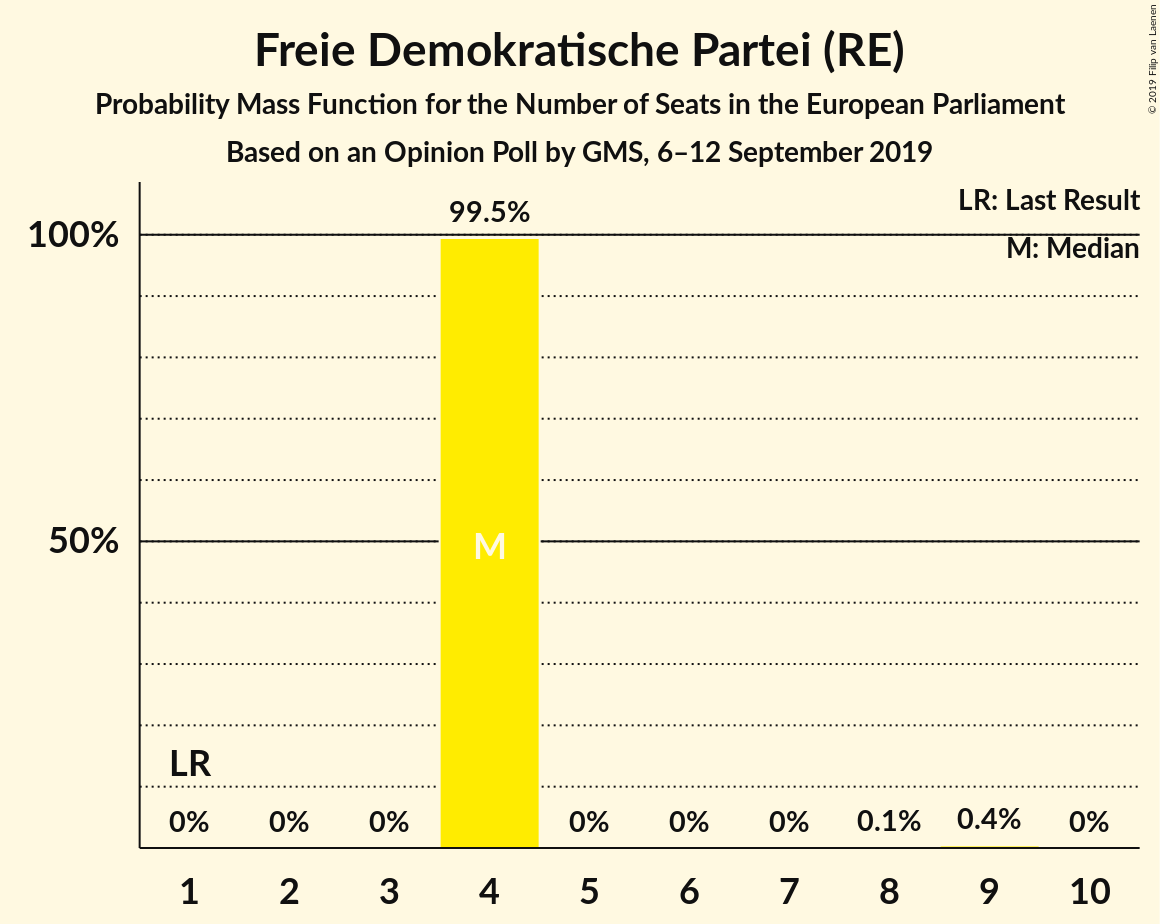 Freie Demokratische Partei (RE)
Probability Mass Function for the Number of Seats in the European Parliament
Based on an Opinion Poll by GMS, 6–12 September 2019
© 2019 Filip van Laenen
LR: Last Result
M: Median
99.5%
100%
50%
M
LR
0% 0% 0% 0% 0% 0% 0.1% 0.4% 0%
1 2 3 4 5 6 7 8 9 10